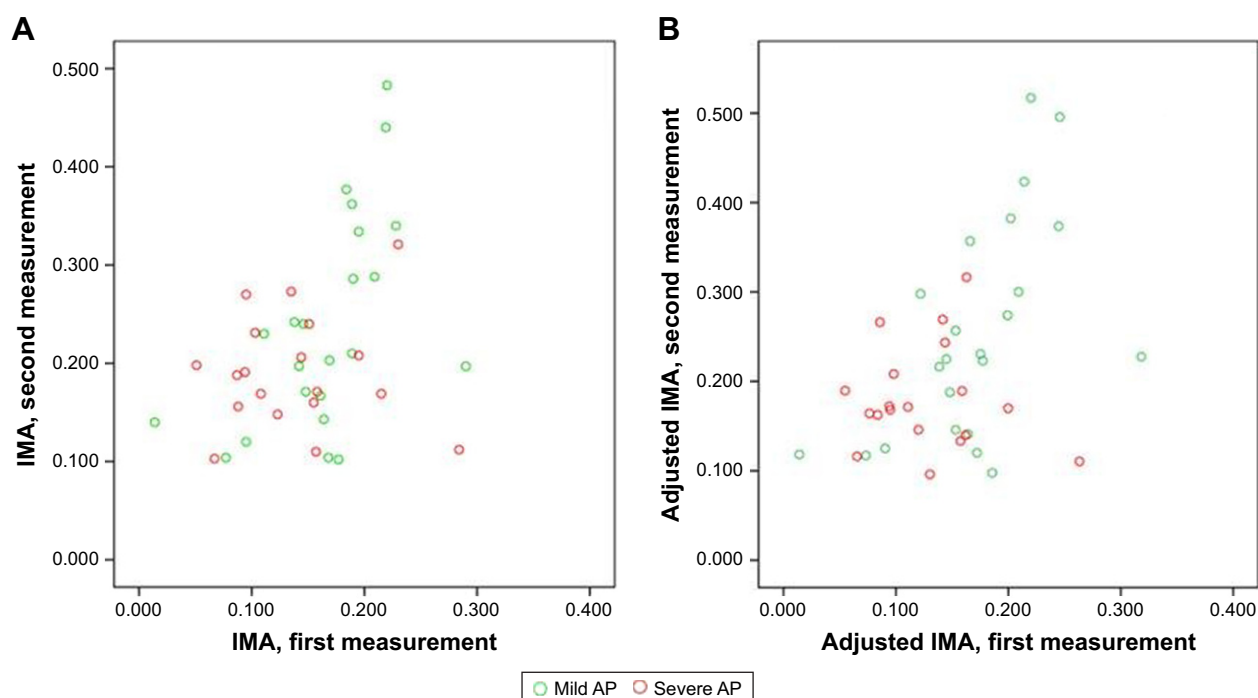 A
IMA, second measurement
0.500
0.400
0.300
0.200
0.100
0.000
0.000 0.100 0.200 0.300 0.400
IMA, first measurement
B
Adjusted IMA, second measurement
0.500
0.400
0.300
0.200
0.100
0.000
0.000 0.100 0.200 0.300 0.400
Adjusted IMA, first measurement
Mild AP Severe AP